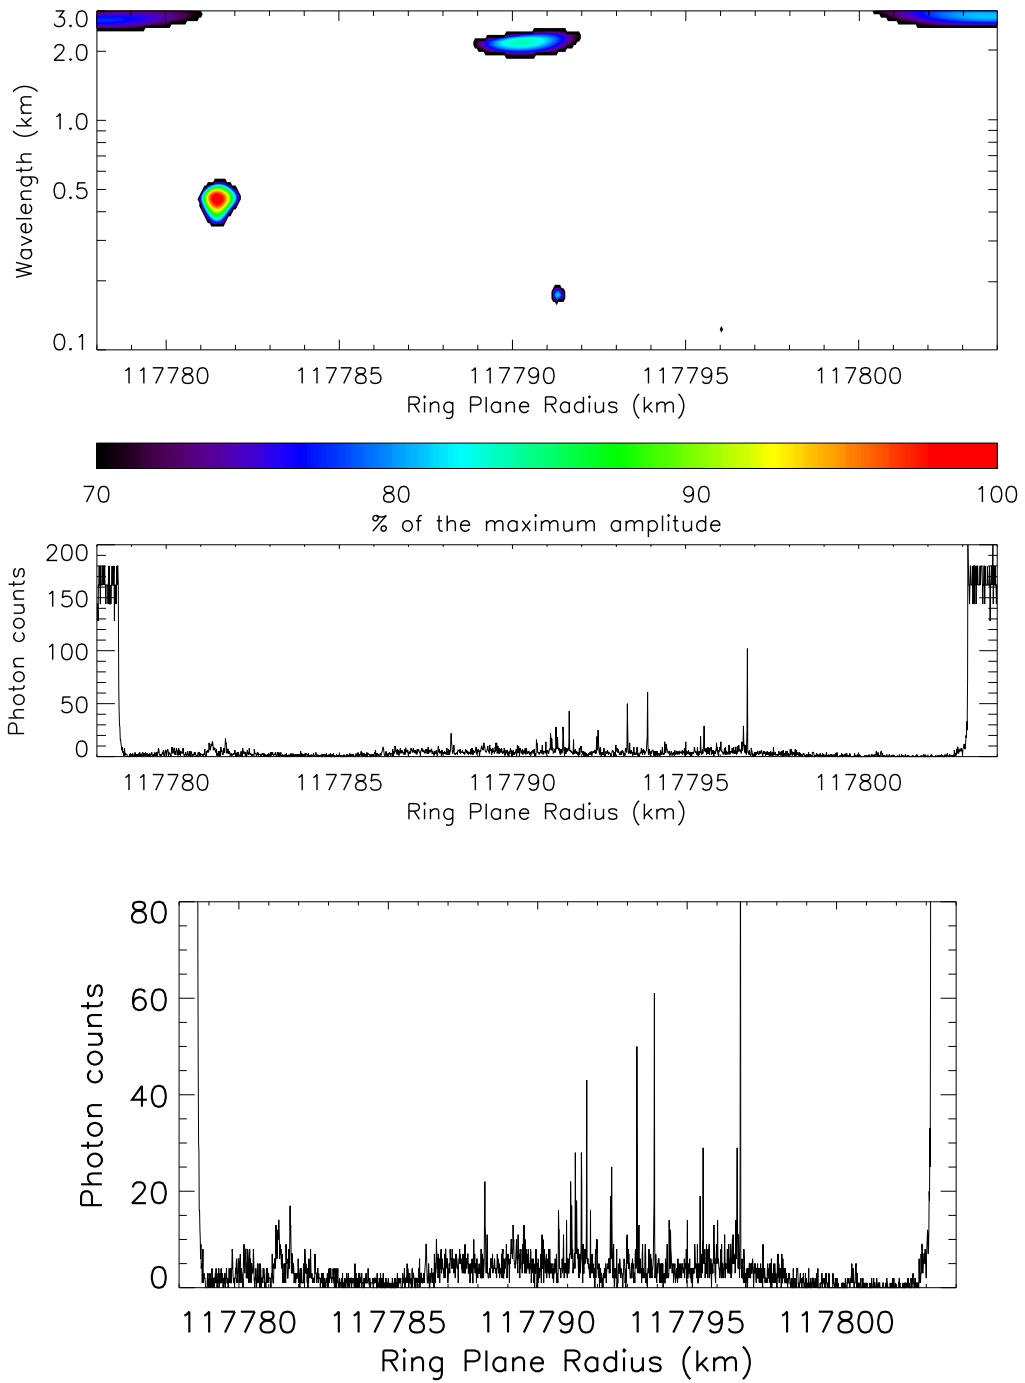 3.0
2.0
1.0
0.5
0.1
Wavelength (km)
117780 117785 117790 117795 117800
Ring Plane Radius (km)
70 80 90 100
% of the maximum amplitude
200
150
100
50
0
Photon counts
117780 117785 117790 117795 117800
Ring Plane Radius (km)
80
60
40
20
0
Photon counts
117780 117785 117790 117795 117800
Ring Plane Radius (km)